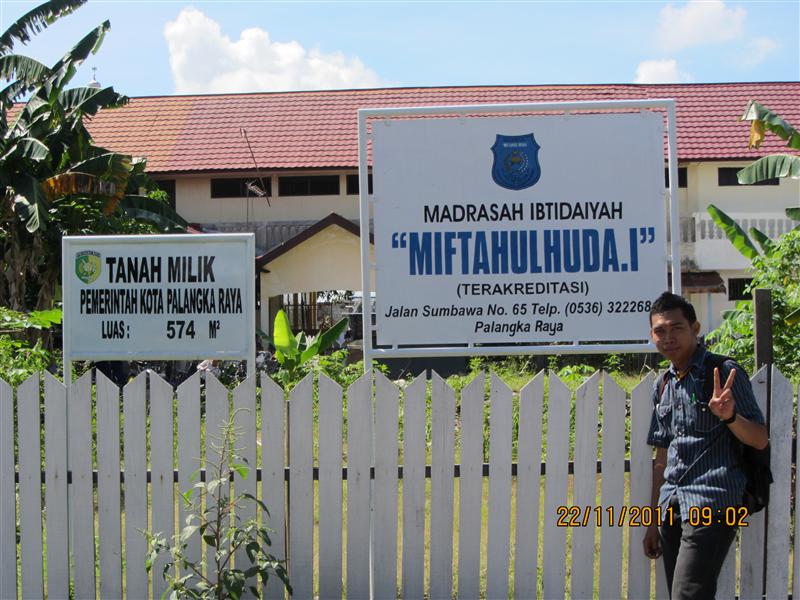 TANAH MILIK
PEMERINTAH KOTA PALANGKA RAYA
LUAS : 574 M²
MADRASAH IBTIDAIYAH
"MIFTAHULHUDA.I"
(TERAKREDITASI)
Jalan Sumbawa No. 65 Telp. (0536) 322268
Palangka Raya
22/11/2011 09:02